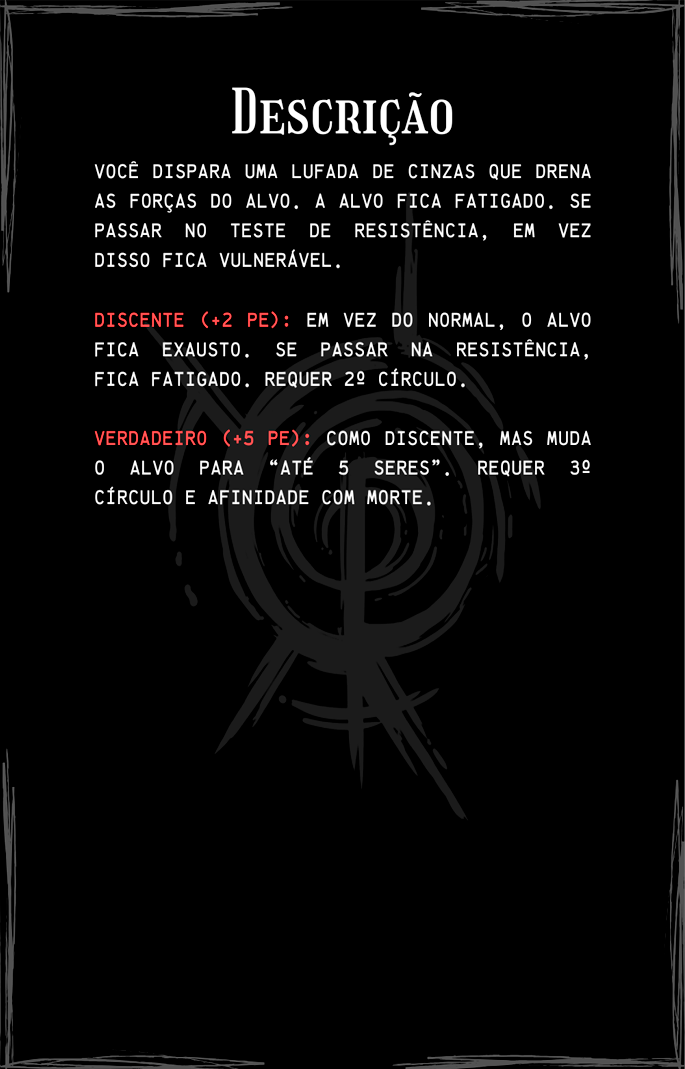 Descrição
VOCÊ DISPARA UMA LUFADA DE CINZAS QUE DRENA
AS FORÇAS DO ALVO. A ALVO FICA FATIGADO. SE
PASSAR NO TESTE DE RESISTÊNCIA, EM VEZ
DISSO FICA VULNERÁVEL.
DISCENTE (+2 PE): EM VEZ DO NORMAL, O ALVO
FICA EXAUSTO. SE PASSAR NA RESISTÊNCIA,
FICA FATIGADO. REQUER 2º CÍRCULO.
VERDADEIRO (+5 PE): COMO DISCENTE, MAS MUDA
O ALVO PARA “ATÉ 5 SERES”. REQUER 3º
CÍRCULO E AFINIDADE COM MORTE.